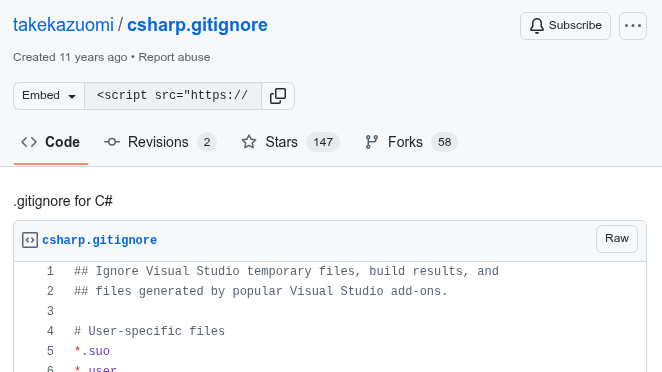 takekazuomi / csharp.gitignore
Subscribe
Created 11 years ago • Report abuse
Embed <script src="https://
Code Revisions 2 Stars 147 Forks 58
.gitignore for C#
csharp.gitignore
Raw
1 ## Ignore Visual Studio temporary files, build results, and
2 ## files generated by popular Visual Studio add-ons.
3
4 # User-specific files
5 *.suo
6 *.user